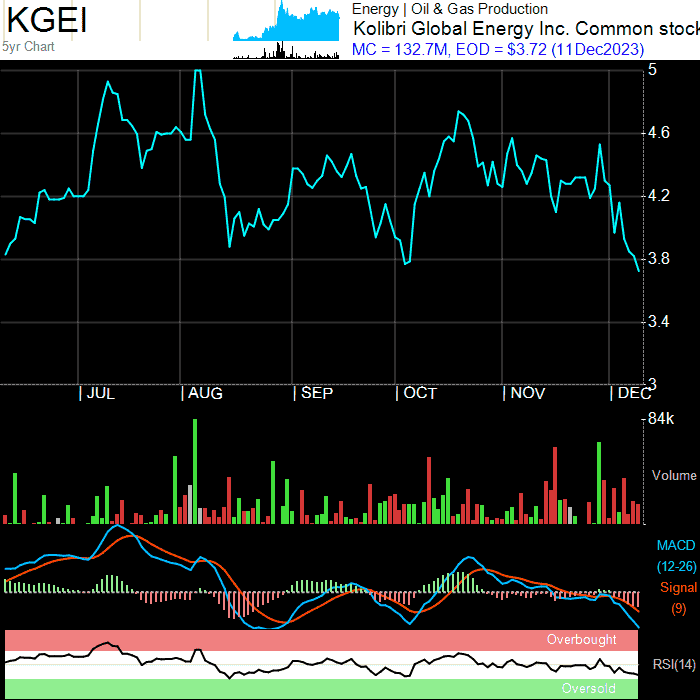 KGEI
5yr Chart
Energy | Oil & Gas Production
Kolibri Global Energy Inc. Common stock
MC = 132.7M, EOD = $3.72 (11Dec2023)
5
4.6
4.2
3.8
3.4
3
| JUL | AUG | SEP | OCT | NOV | DEC
84k
Volume
MACD
(12-26)
Signal
(9)
Overbought
RSI(14)
Oversold